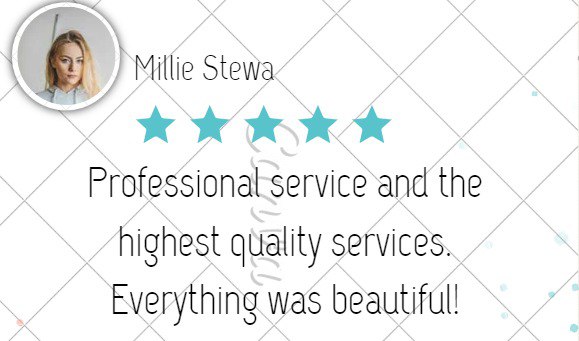 Millie Stewa
Professional service and the
highest quality services.
Everything was beautiful!